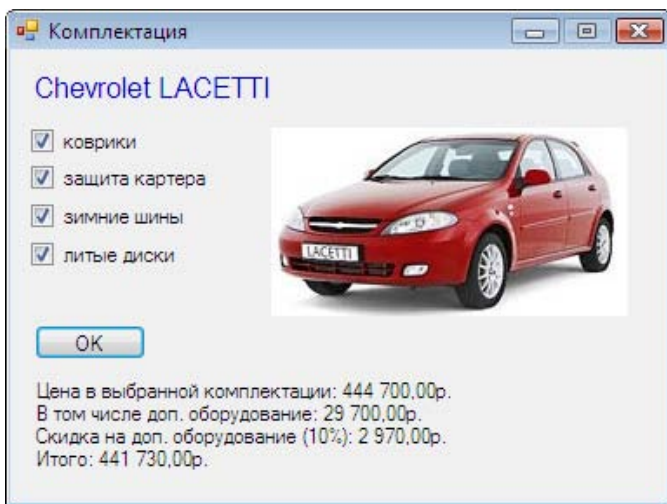 Комплектация
Chevrolet LACETTI
коврики
защита картера
зимние шины
литые диски
LACETTI
OK
Цена в выбранной комплектации: 444 700,00р.
В том числе доп. оборудование: 29 700,00р.
Скидка на доп. оборудование (10%): 2 970,00р.
Итого: 441 730,00р.